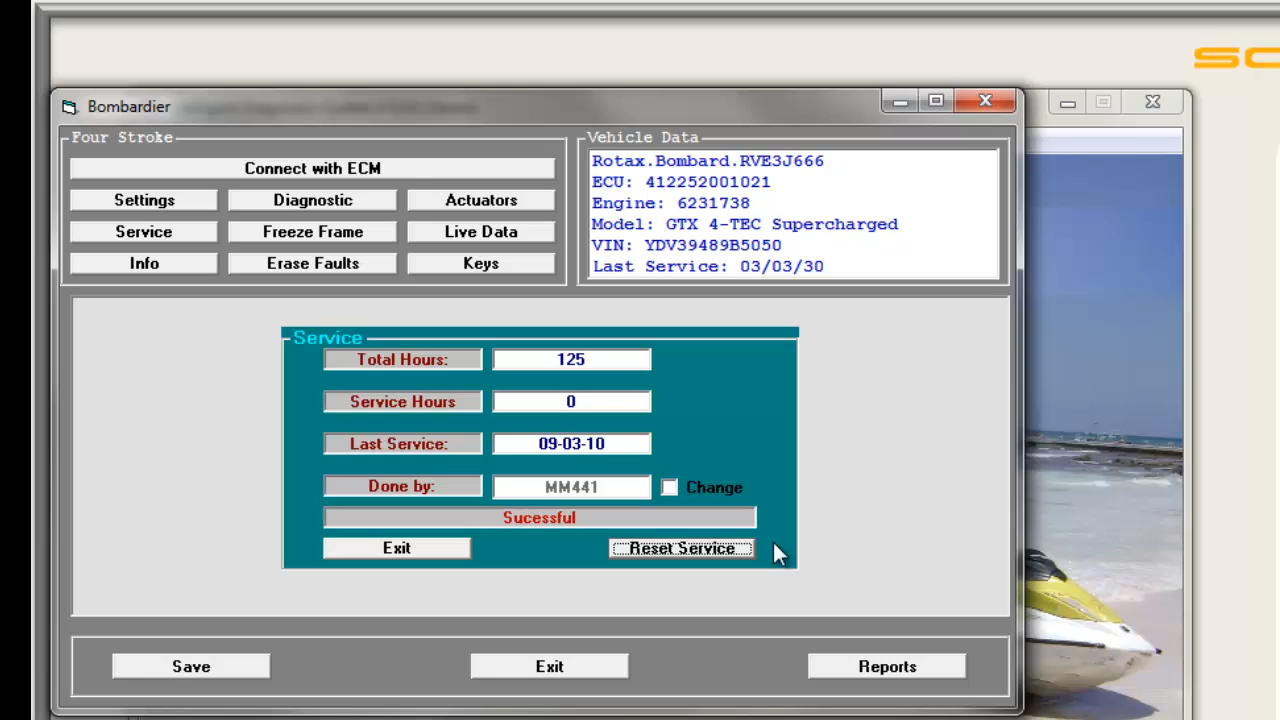 SC
Bombardier
Four Stroke
Connect with ECM
Settings Diagnostic Actuators
Service Freeze Frame Live Data
Info Erase Faults Keys
Vehicle Data
Rotax.Bombard.RVE3J666
ECU: 412252001021
Engine: 6231738
Model: GTX 4-TEC Supercharged
VIN: YDV39489B5050
Last Service: 03/03/30
Service
Total Hours: 125
Service Hours 0
Last Service: 09-03-10
Done by: MM441 Change
Sucessful
Exit Reset Service
Save Exit Reports